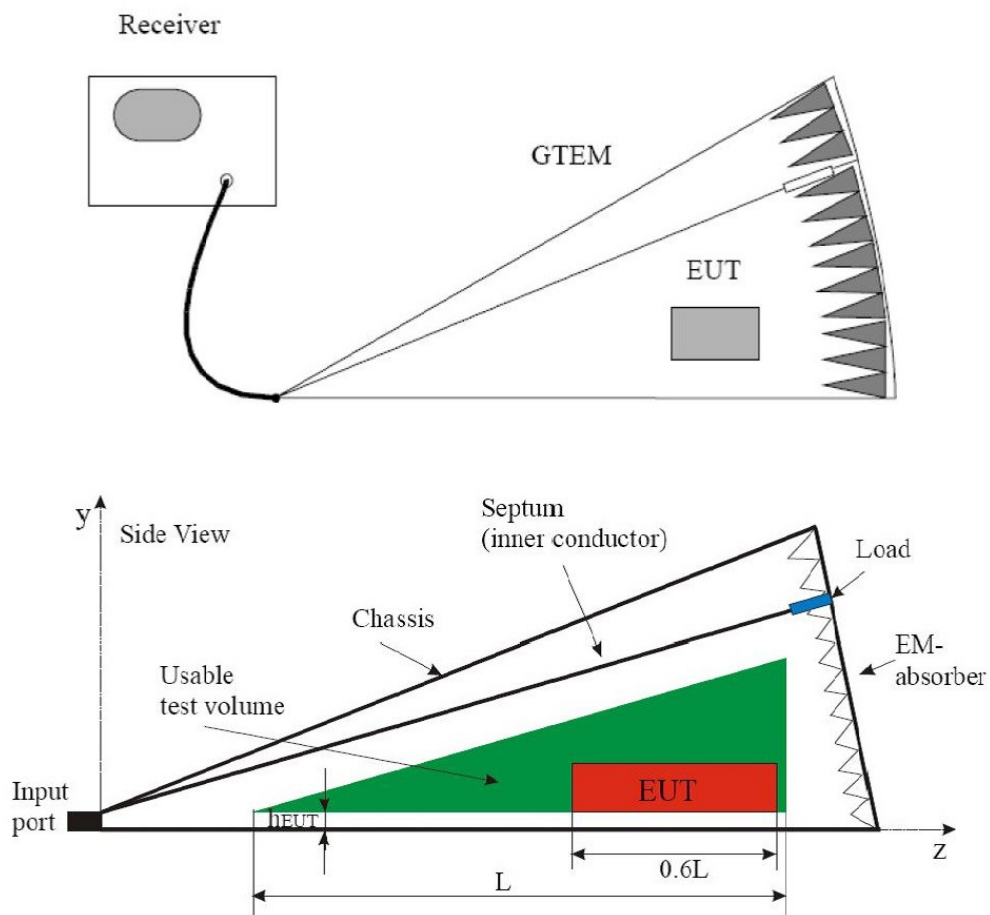 Receiver
GTEM
EUT
y
Side View
Septum
(inner conductor)
Load
Chassis
EM-
absorber
Usable
test volume
Input
port
EUT
hEUT
z
0.6L
L